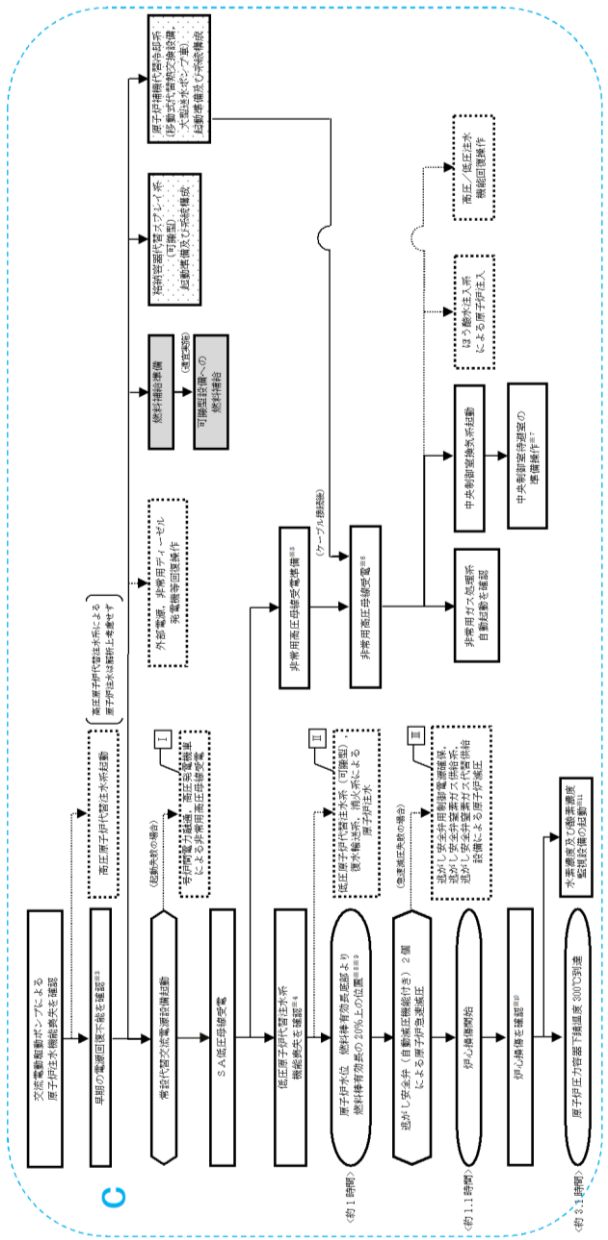 C
交流電動駆動ポンプによる
原子炉注水機能喪失を確認
早期の電源回復不能を確認※3
高圧原子炉代替注水系起動
高圧原子炉代替注水系による
原子炉注水は解析上考慮せず
常設代替交流電源設備起動
(起動失敗の場合)
Ⅰ
号炉間電力融通、高圧発電機車
による非常用高圧母線受電
外部電源、非常用ディーゼル
発電機等回復操作
燃料補給準備
(適宜実施)
可搬型設備への
燃料補給
格納容器代替スプレイ系
(可搬型)
起動準備及び系統構成
原子炉補機代替冷却系
(移動式代替熱交換設備,
大型送水ポンプ車)
起動準備及び系統構成
SA低圧母線受電
低圧原子炉代替注水系
機能喪失を確認※4
Ⅱ
低圧原子炉代替注水系(可搬型),
復水輸送系、消火系による
原子炉注水
非常用高圧母線受電準備
(ケーブル接続後)
非常用高圧母線受電
<約1時間>
原子炉水位 燃料棒有効長底部より
燃料棒有効長の20%上の位置
逃がし安全弁(自動減圧機能付き)2個
による原子炉急速減圧
(急速減圧失敗の場合)
Ⅲ
逃がし安全弁用制御電源確保,
逃がし安全弁窒素ガス供給系,
逃がし安全弁窒素ガス代替供給
設備による原子炉減圧
非常用ガス処理系
自動起動を確認
中央制御室換気系起動
中央制御室待避室の
準備操作※7
ほう酸水注入系
による原子炉注入
高圧/低圧注水
機能回復操作
<約1.1時間>
炉心損傷開始
炉心損傷を確認
水素濃度及び酸素濃度
監視設備の起動※11
<約3.1時間>
原子炉圧力容器下鏡温度300℃到達